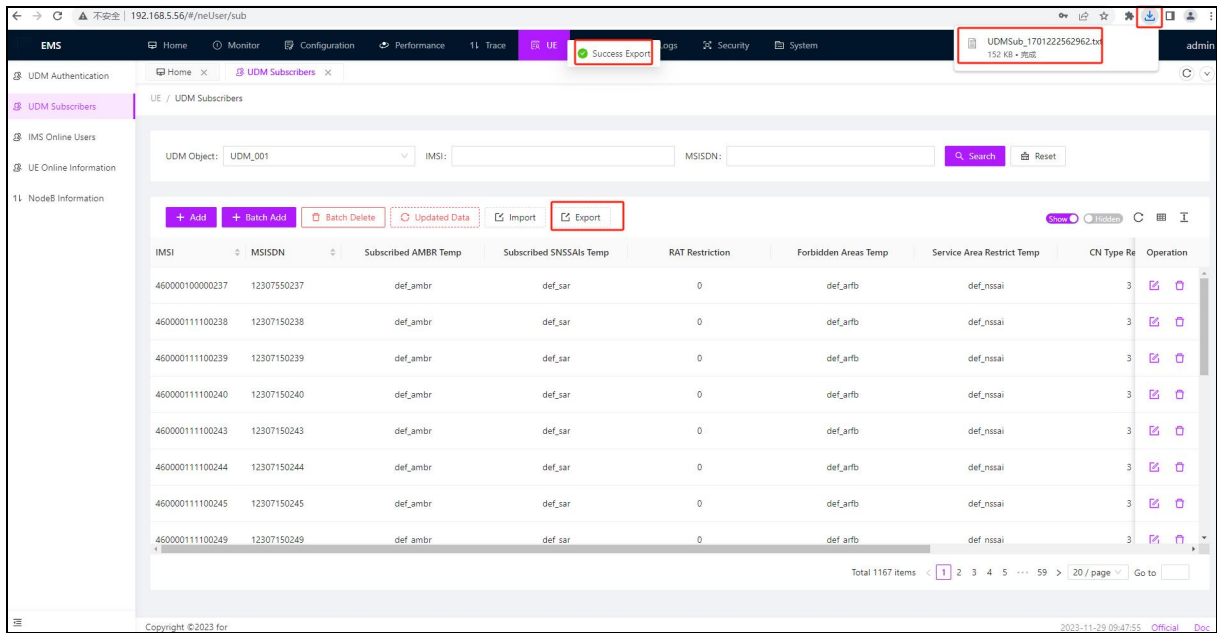 不安全 192.168.5.56/#/neUser/sub
UDMSub_1701222562962.txt
152 KB • 完成
EMS Home Monitor Configuration Performance Trace UE Logs Security System admin
Success Export
UDM Authentication
UDM Subscribers
IMS Online Users
UE Online Information
NodeB Information
Home UDM Subscribers
UE / UDM Subscribers
UDM Object: UDM_001 IMSI: MSISDN: Search Reset
Add Batch Add Batch Delete Updated Data Import Export Show Hidden
IMSI MSISDN Subscribed AMBR Temp Subscribed SNSSAIs Temp RAT Restriction Forbidden Areas Temp Service Area Restrict Temp CN Type Re Operation
460000100000237 12307550237 def_ambr def_sar 0 def_arfb def_nssai 3
460000111100238 12307150238 def_ambr def_sar 0 def_arfb def_nssai 3
460000111100239 12307150239 def_ambr def_sar 0 def_arfb def_nssai 3
460000111100240 12307150240 def_ambr def_sar 0 def_arfb def_nssai 3
460000111100243 12307150243 def_ambr def_sar 0 def_arfb def_nssai 3
460000111100244 12307150244 def_ambr def_sar 0 def_arfb def_nssai 3
460000111100245 12307150245 def_ambr def_sar 0 def_arfb def_nssai 3
460000111100249 12307150249 def_ambr def_sar 0 def_arfb def_nssai 3
Total 1167 items < 1 2 3 4 5 ••• 59 > 20 / page Go to
Copyright ©2023 for 2023-11-29 09:47:55 Official Doc